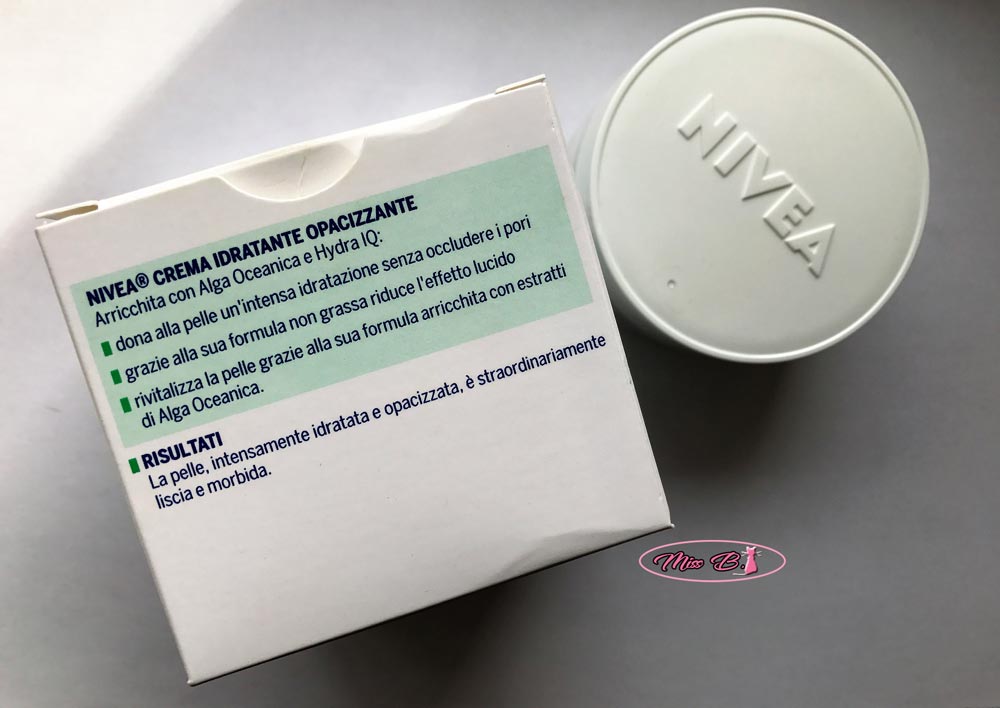 NIVEA® CREMA IDRATANTE OPACIZZANTE
Arricchita con Alga Oceanica e Hydra IQ:
dona alla pelle un'intensa idratazione senza occludere i pori
grazie alla sua formula non grassa riduce l'effetto lucido
rivitalizza la pelle grazie alla sua formula arricchita con estratti
di Alga Oceanica.
RISULTATI
La pelle, intensamente idratata e opacizzata, è straordinariamente
liscia e morbida.
NIVEA
Miss B.